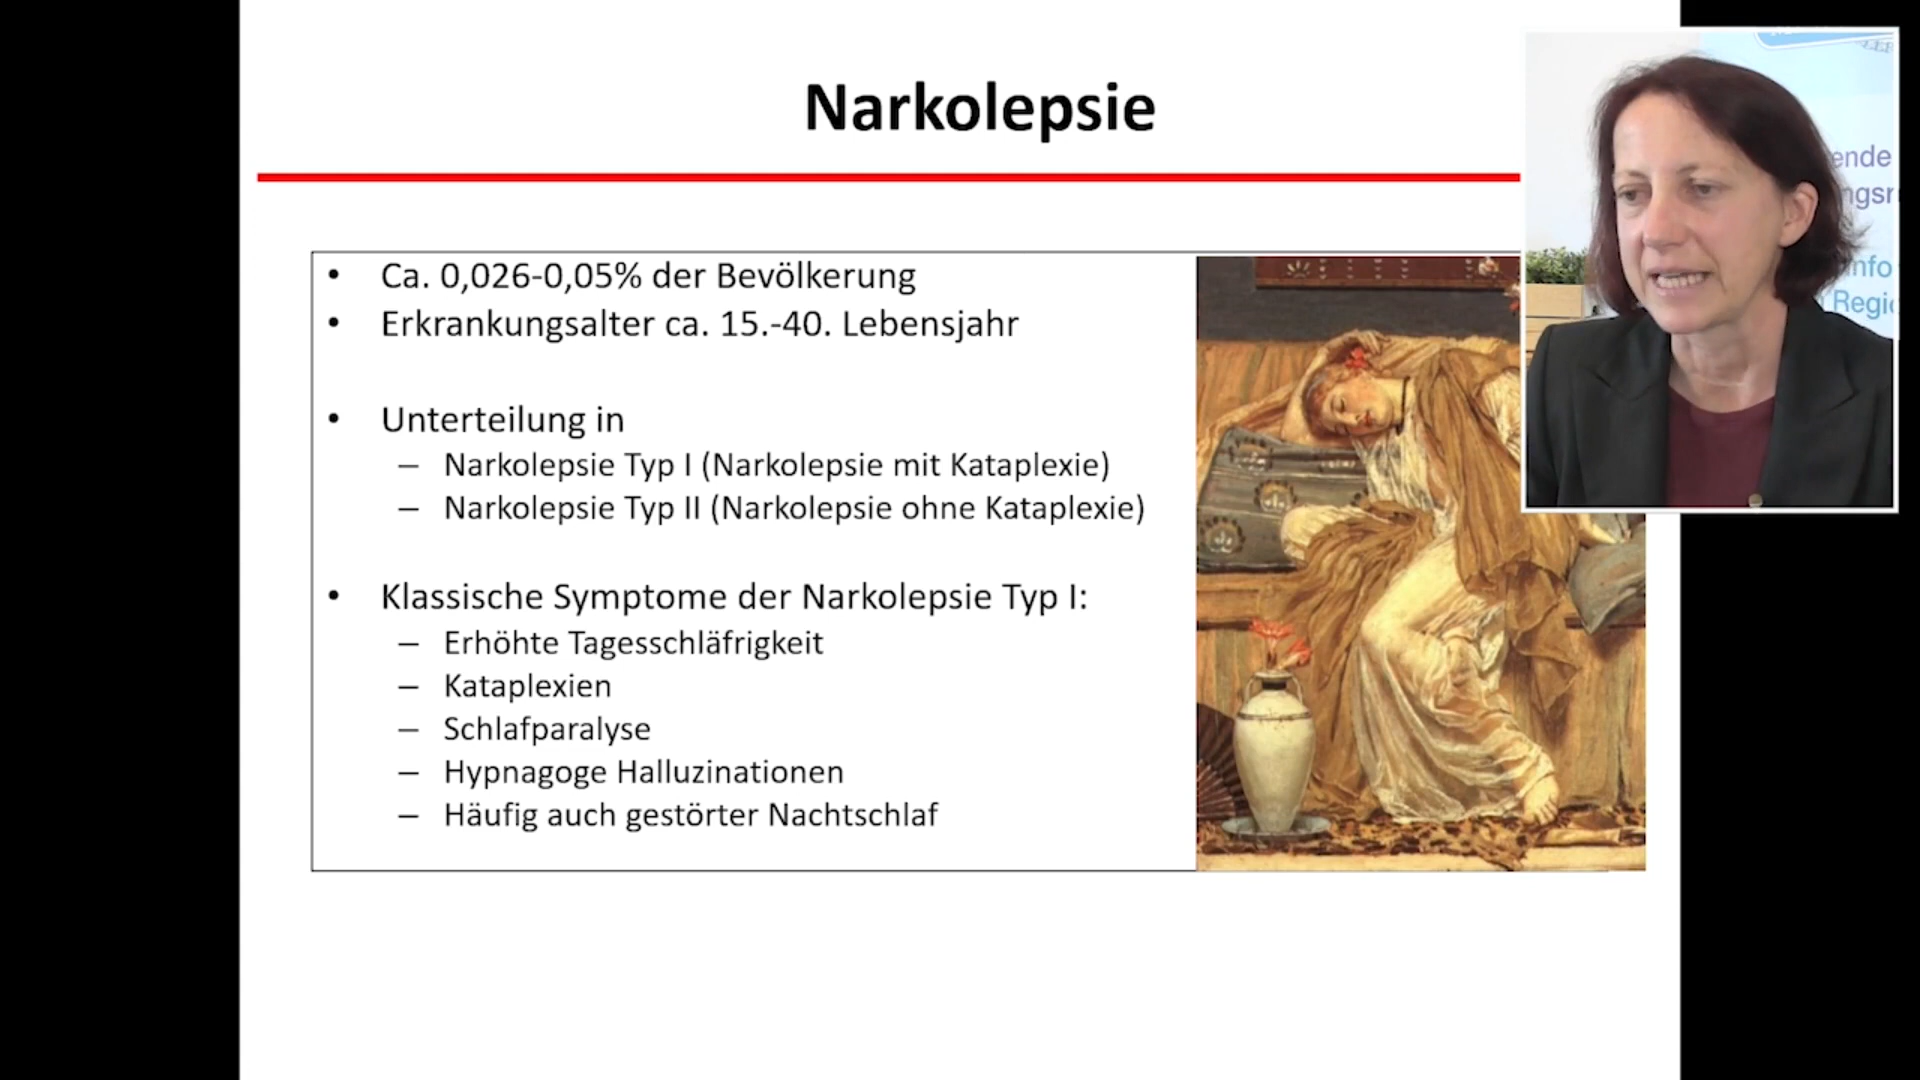 Narkolepsie
• Ca. 0,026-0,05% der Bevölkerung
• Erkrankungsalter ca. 15.-40. Lebensjahr
• Unterteilung in
– Narkolepsie Typ I (Narkolepsie mit Kataplexie)
– Narkolepsie Typ II (Narkolepsie ohne Kataplexie)
• Klassische Symptome der Narkolepsie Typ I:
– Erhöhte Tagesschläfrigkeit
– Kataplexien
– Schlafparalyse
– Hypnagoge Halluzinationen
– Häufig auch gestörter Nachtschlaf